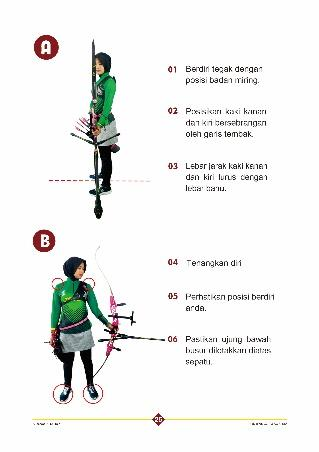 A
01 Berdiri tegak dengan
posisi badan miring.
02 Posisikan kaki kanan
dan kiri bersebrangan
oleh garis tembak.
03 Lebar jarak kaki kanan
dan kiri lurus dengan
lebar bahu.
B
04 Tenangkan diri
05 Perhatikan posisi berdiri
anda.
06 Pastikan ujung bawah
busur diletakkan diatas
sepatu.
26